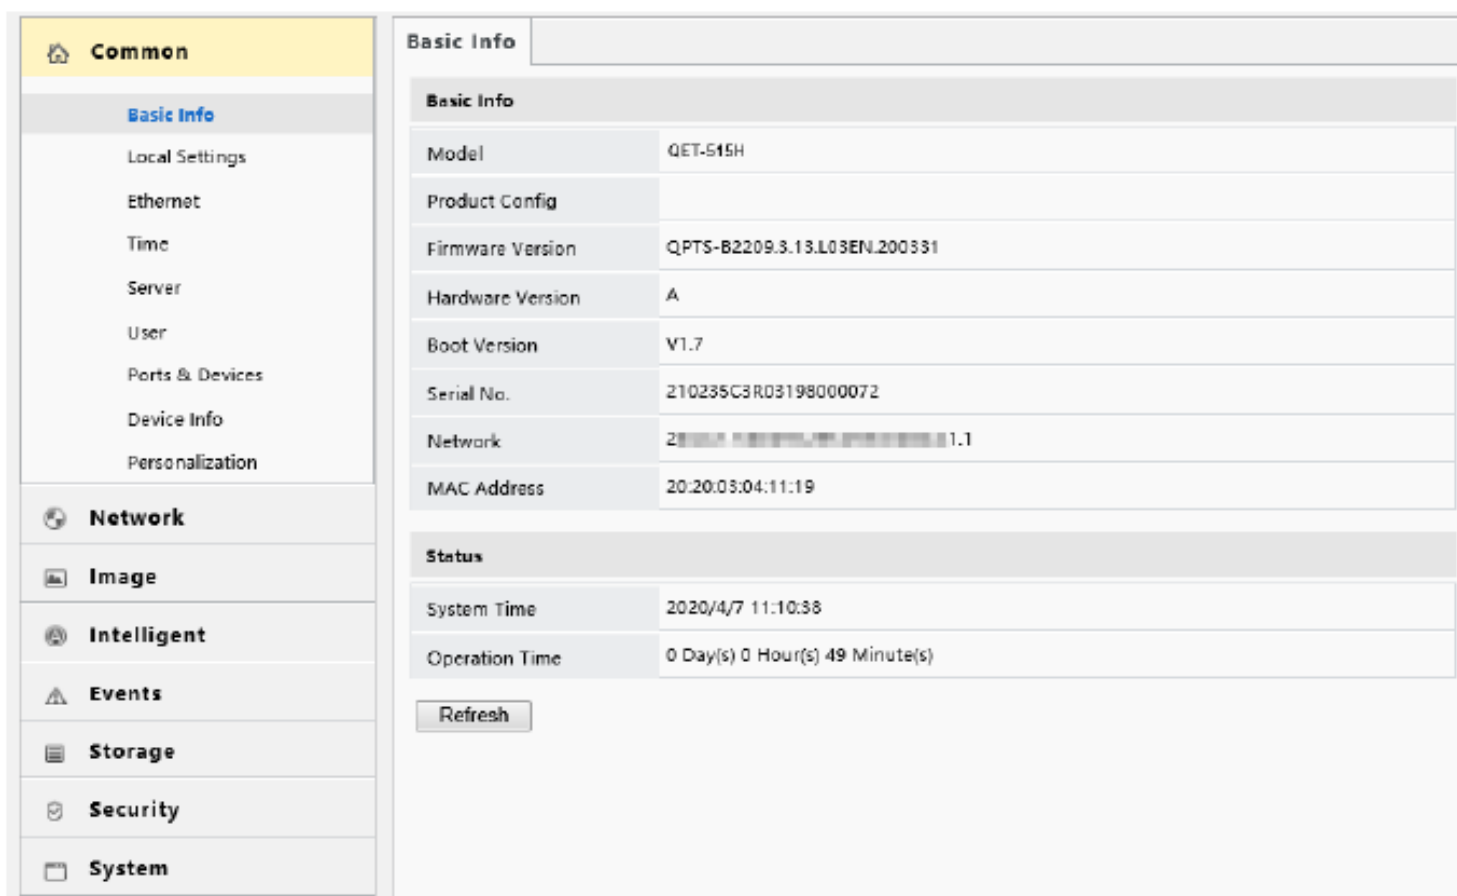 Common
Basic Info
Local Settings
Ethernet
Time
Server
User
Ports & Devices
Device Info
Personalization
Network
Image
Intelligent
Events
Storage
Security
System
Basic Info
Basic Info
Model QET-515H
Product Config
Firmware Version QPTS-B2209.3.13.L03EN.200331
Hardware Version A
Boot Version V1.7
Serial No. 210235C3R03198000072
Network 2 1.1
MAC Address 20:20:03:04:11:19
Status
System Time 2020/4/7 11:10:38
Operation Time 0 Day(s) 0 Hour(s) 49 Minute(s)
Refresh